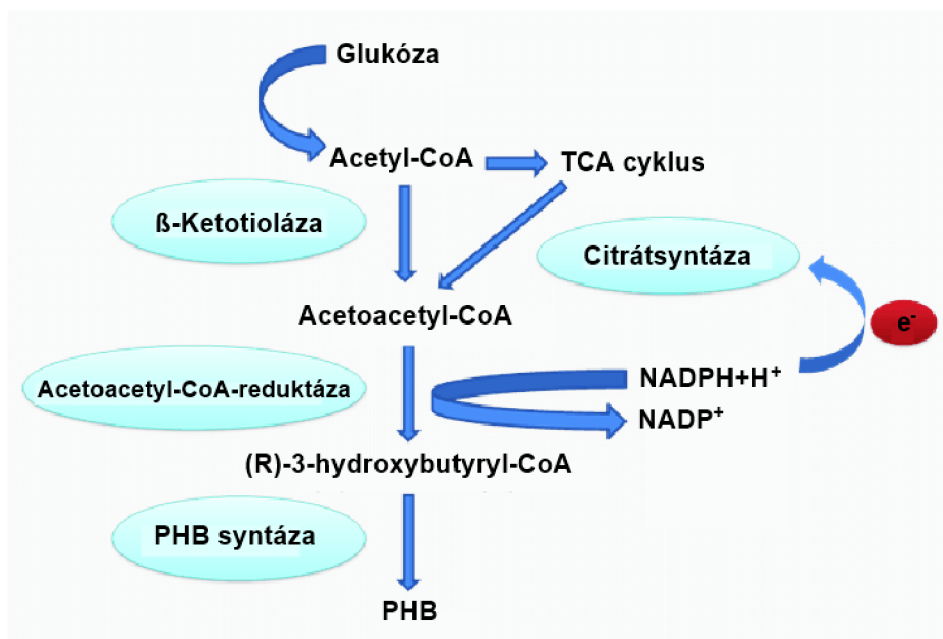 Glukóza
Acetyl-CoA
TCA cyklus
ß-Ketotioláza
Citrátsyntáza
Acetoacetyl-CoA
e-
NADPH+H+
Acetoacetyl-CoA-reduktáza
NADP+
(R)-3-hydroxybutyryl-CoA
PHB syntáza
PHB